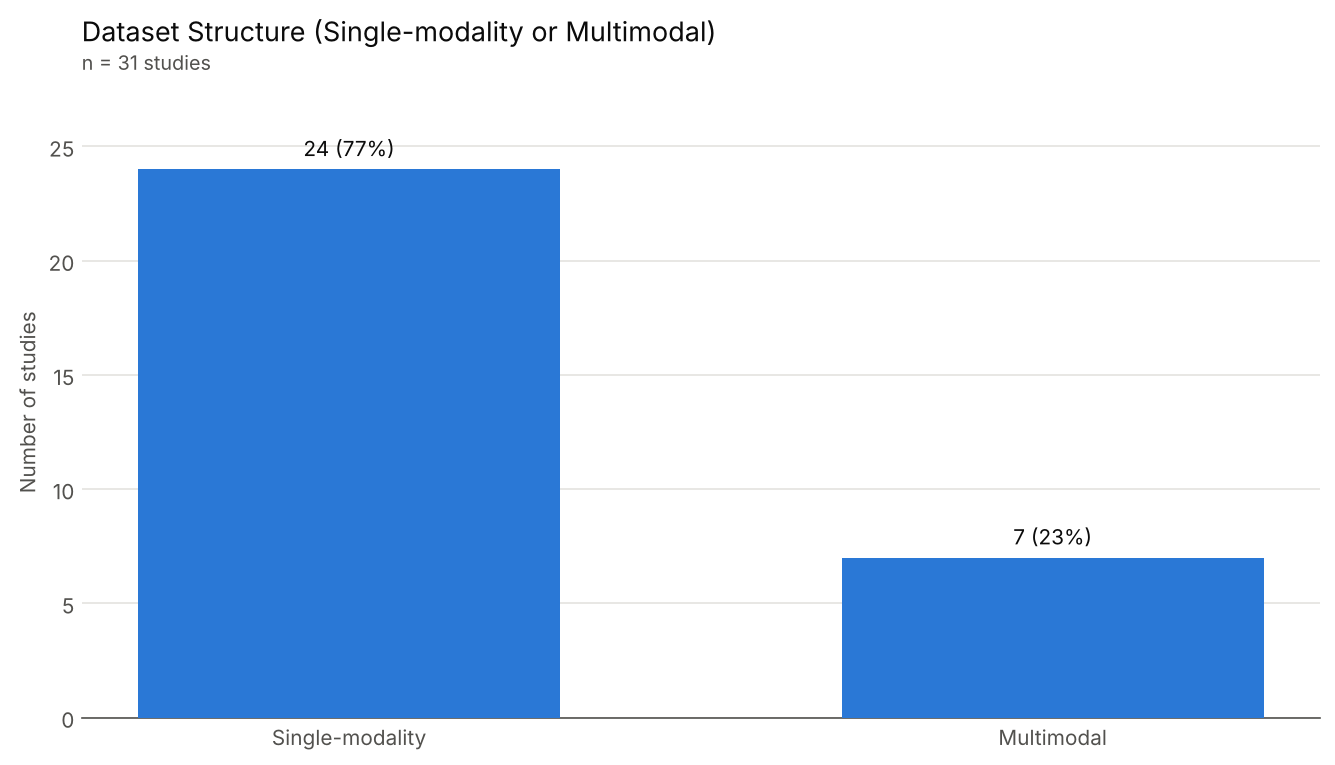 Dataset Structure (Single-modality or Multimodal)
n = 31 studies
Number of studies
25
20
15
10
5
0
24 (77%)
7 (23%)
Single-modality
Multimodal